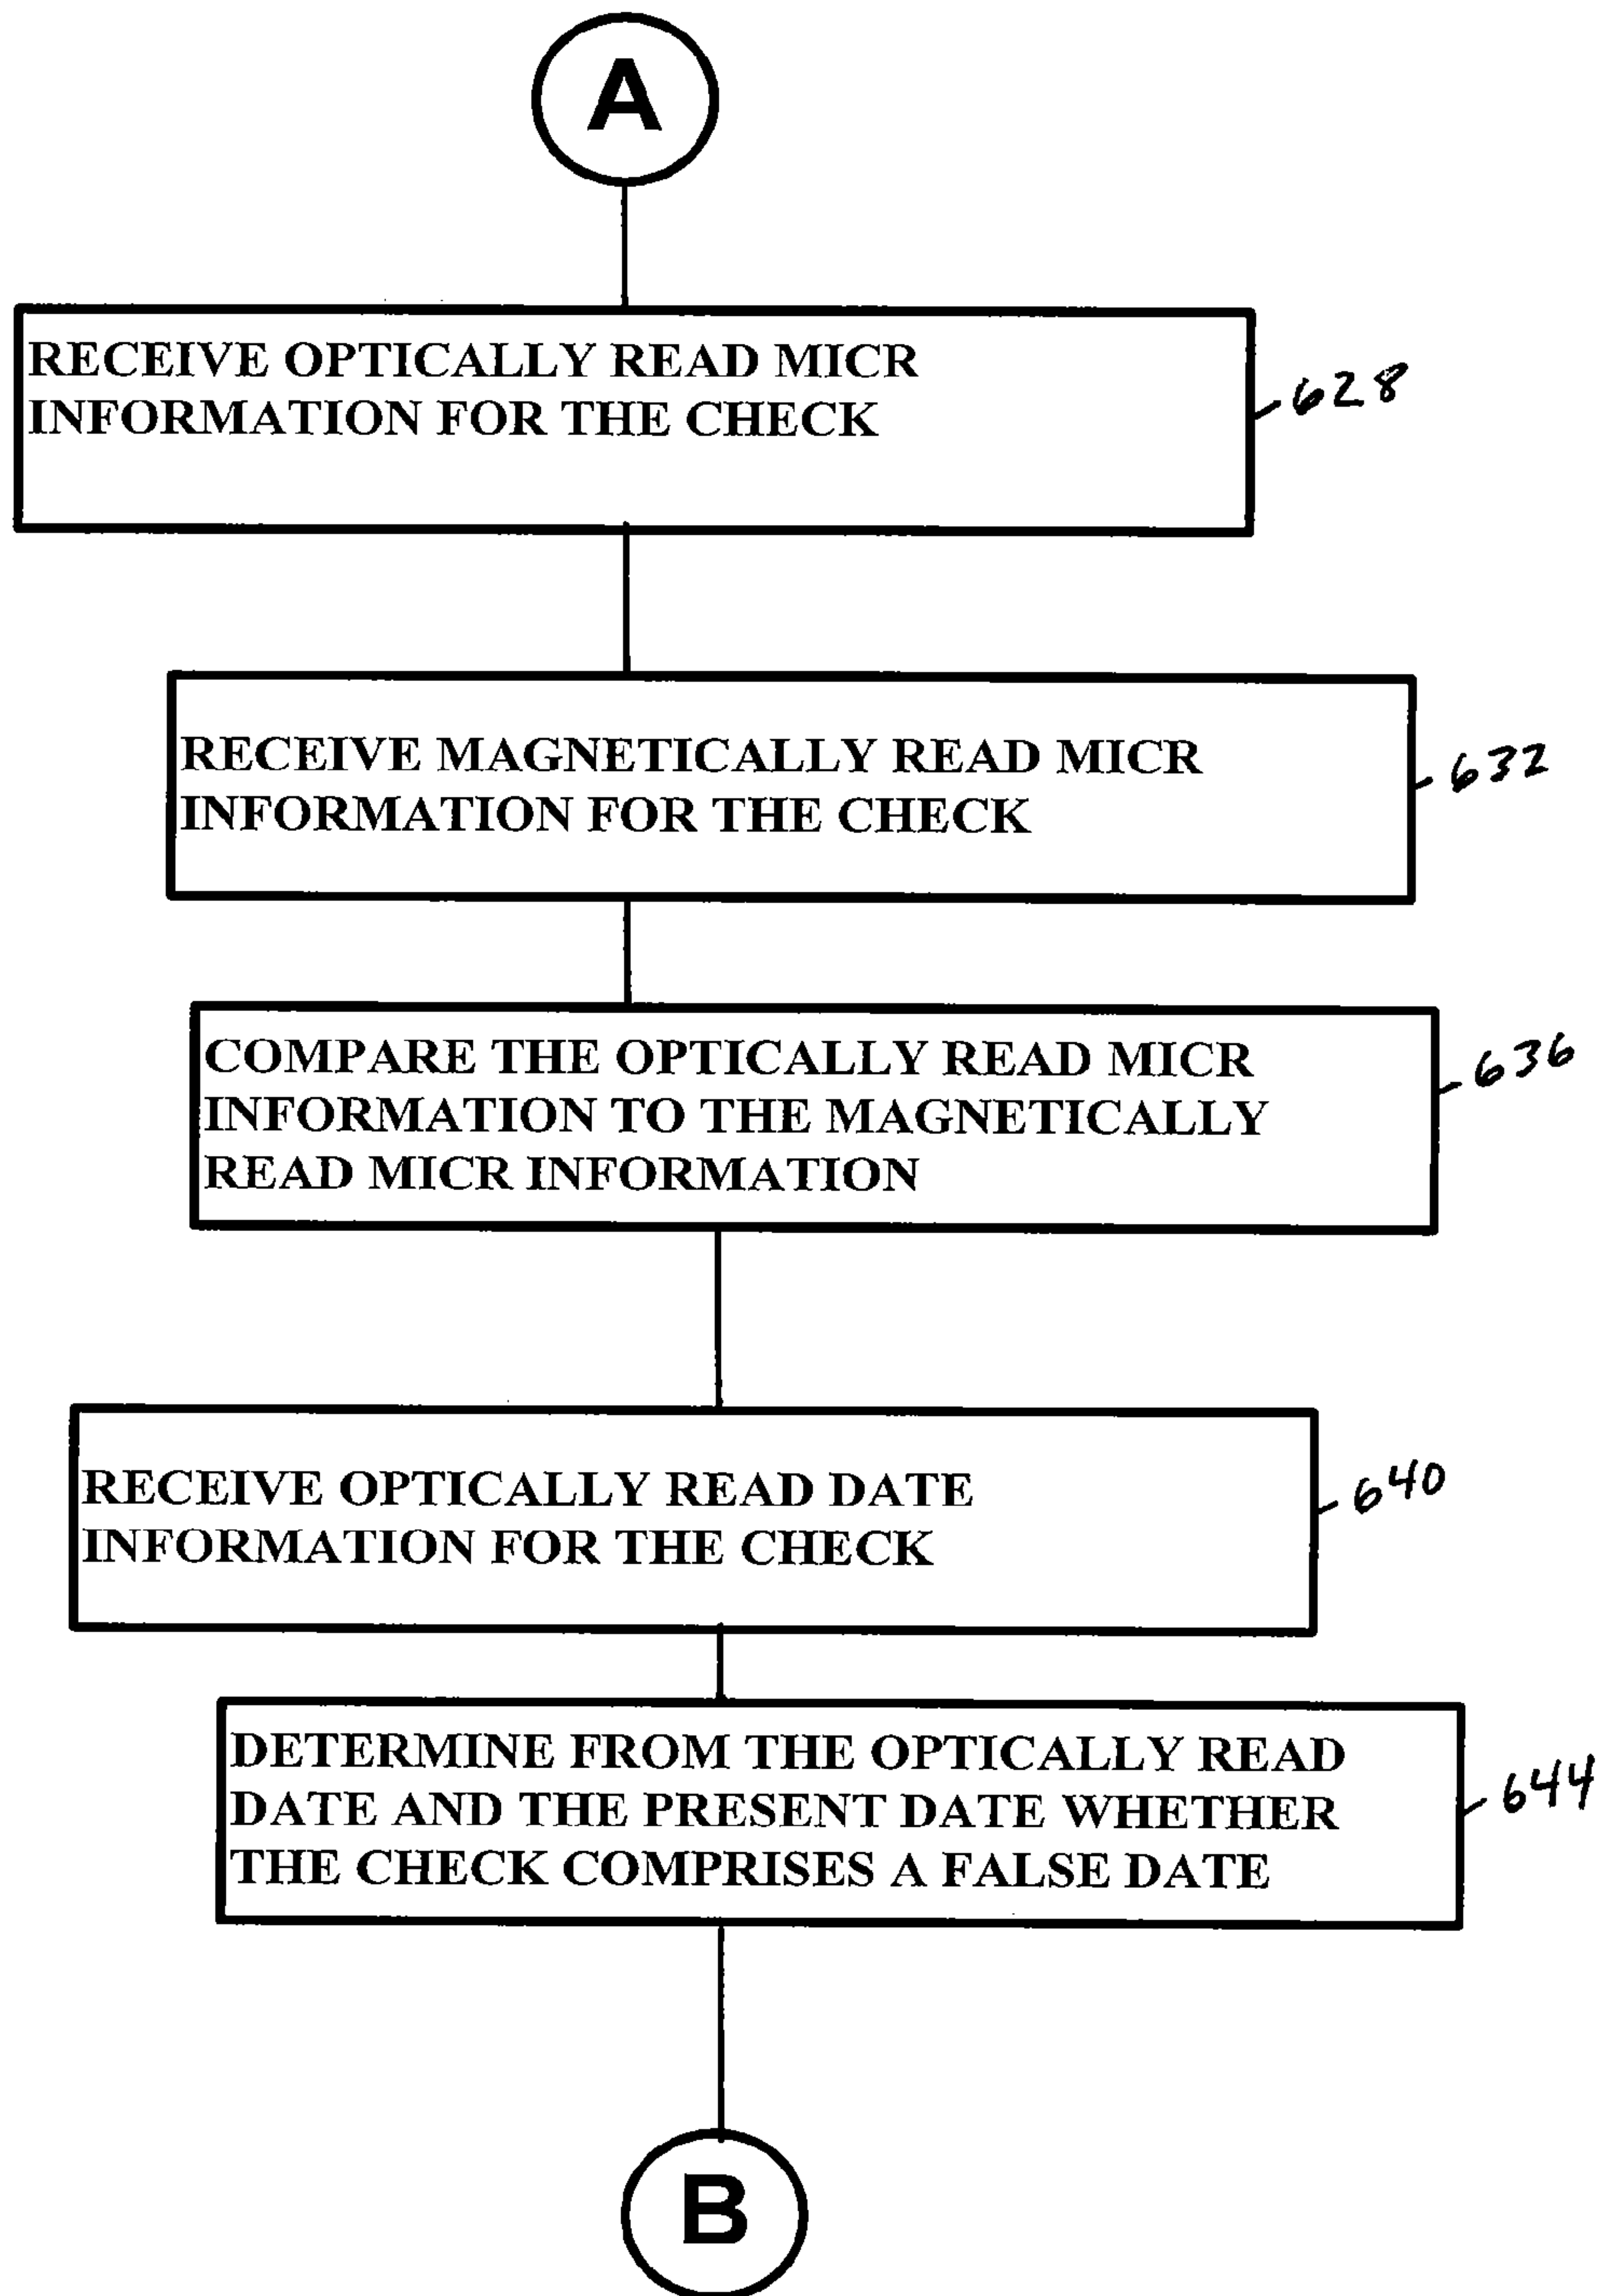 A
RECEIVE OPTICALLY READ MICR
INFORMATION FOR THE CHECK
628
RECEIVE MAGNETICALLY READ MICR
INFORMATION FOR THE CHECK
632
COMPARE THE OPTICALLY READ MICR
INFORMATION TO THE MAGNETICALLY
READ MICR INFORMATION
636
RECEIVE OPTICALLY READ DATE
INFORMATION FOR THE CHECK
640
DETERMINE FROM THE OPTICALLY READ
DATE AND THE PRESENT DATE WHETHER
THE CHECK COMPRISES A FALSE DATE
644
B